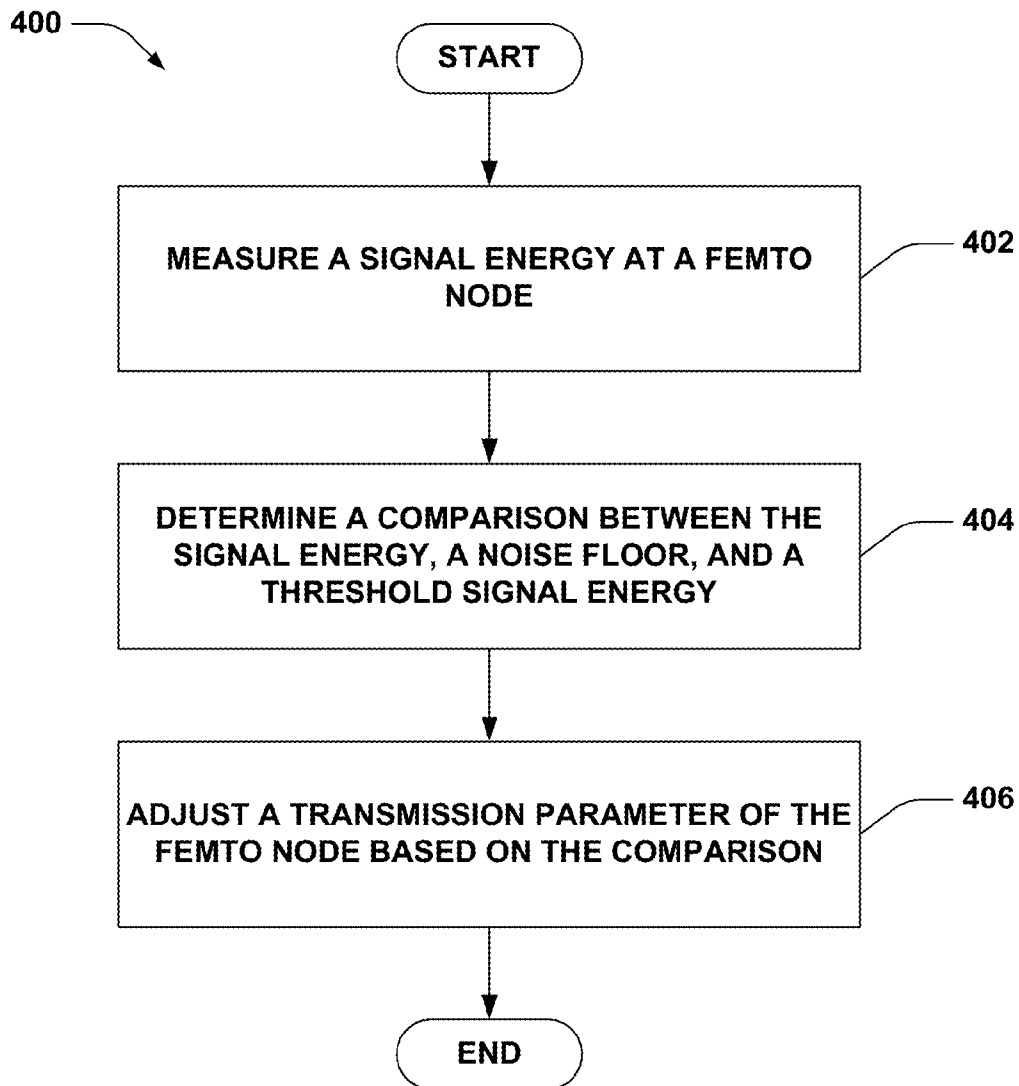 400
START
MEASURE A SIGNAL ENERGY AT A FEMTO
NODE
402
DETERMINE A COMPARISON BETWEEN THE
SIGNAL ENERGY, A NOISE FLOOR, AND A
THRESHOLD SIGNAL ENERGY
404
ADJUST A TRANSMISSION PARAMETER OF THE
FEMTO NODE BASED ON THE COMPARISON
406
END